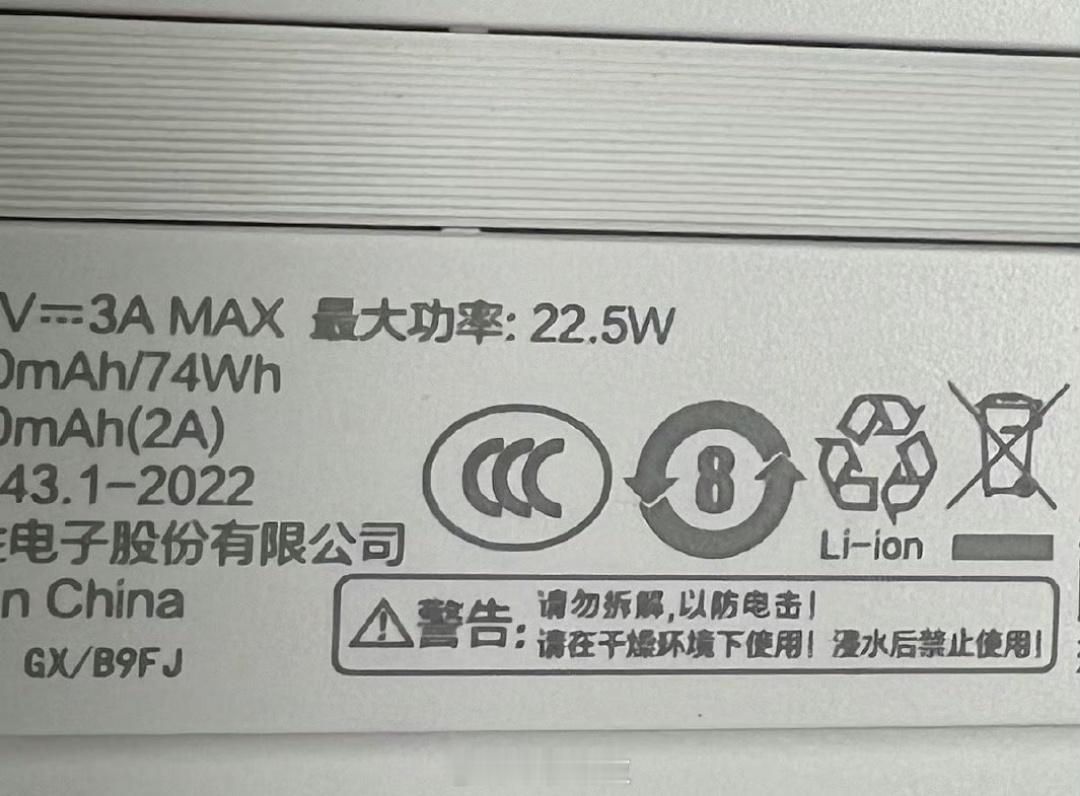 V⎓3A MAX 最大功率: 22.5W
0mAh/74Wh
0mAh(2A)
43.1-2022
电子股份有限公司
n China
GX/B9FJ
CCC
8
Li-ion
警告:
请勿拆解,以防电击!
请在干燥环境下使用! 浸水后禁止使用!